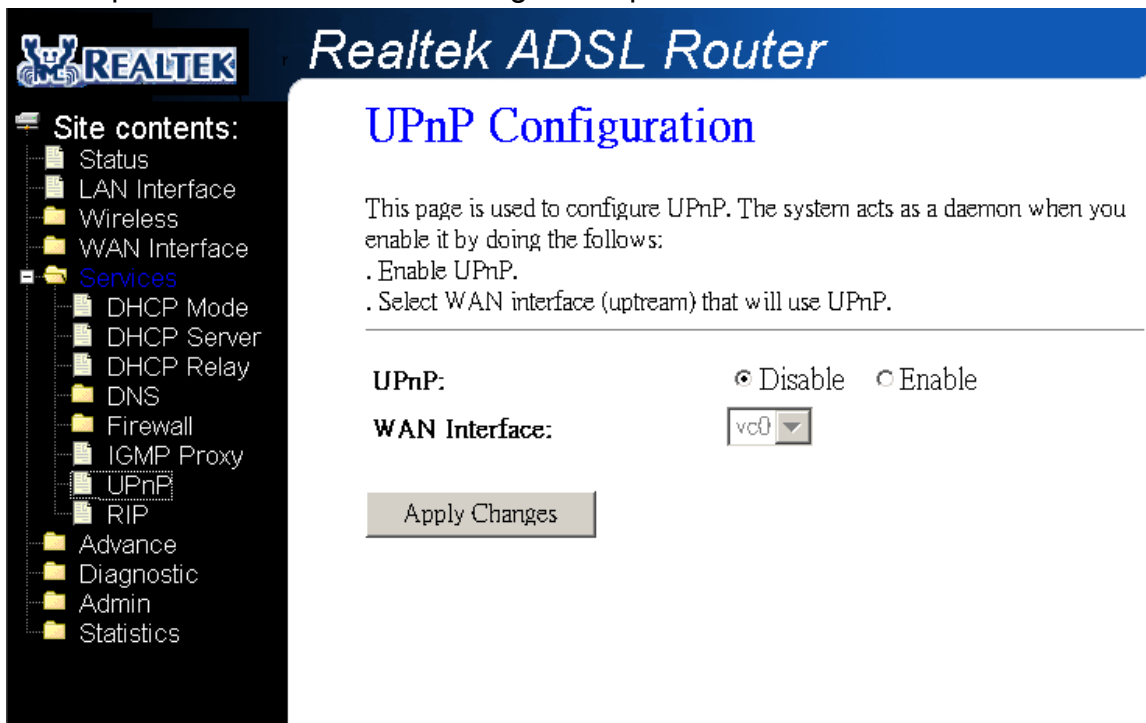 REALTEK
Realtek ADSL Router
Site contents:
Status
LAN Interface
Wireless
WAN Interface
Services
DHCP Mode
DHCP Server
DHCP Relay
DNS
Firewall
IGMP Proxy
UPnP
RIP
Advance
Diagnostic
Admin
Statistics
UPnP Configuration
This page is used to configure UPnP. The system acts as a daemon when you
enable it by doing the follows:
. Enable UPnP.
. Select WAN interface (uptream) that will use UPnP.
UPnP: Disable Enable
WAN Interface: vc0
Apply Changes